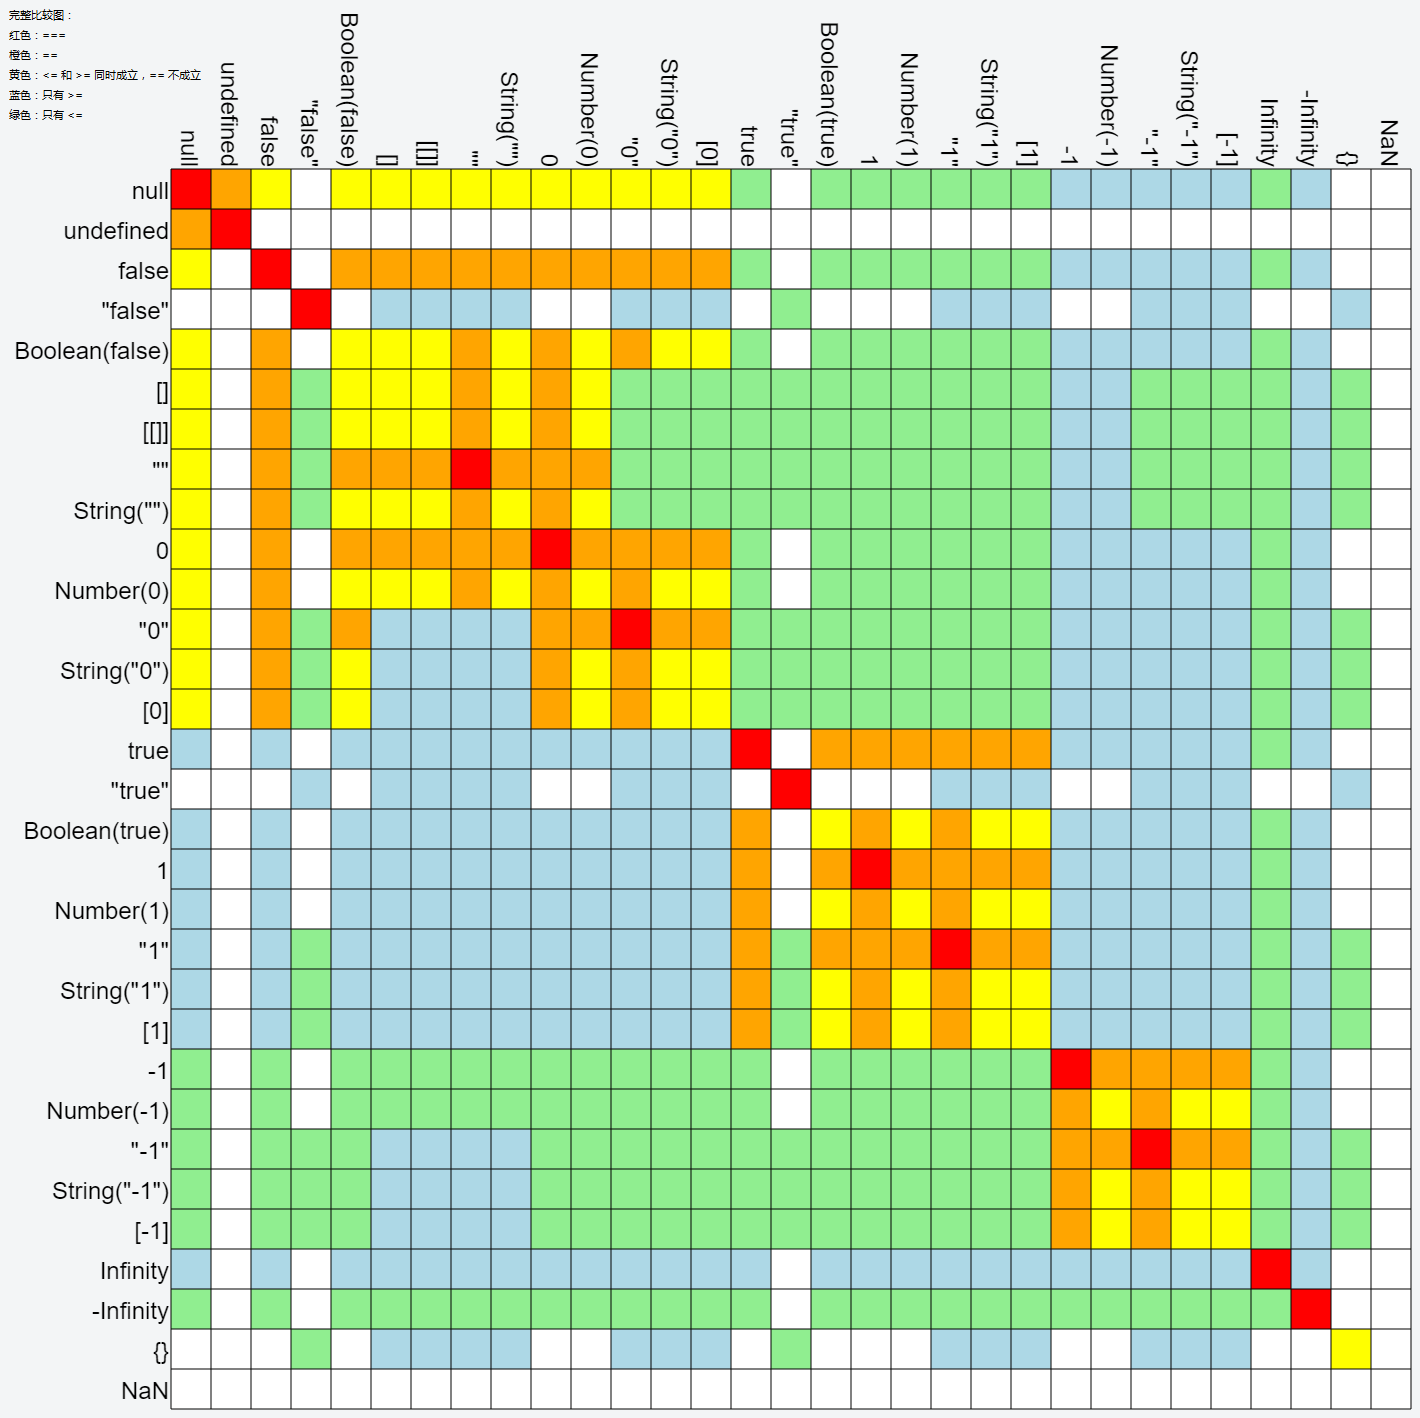 完整比较图：
红色：===
橙色：==
黄色：<= 和 >= 同时成立，== 不成立
蓝色：只有 >=
绿色：只有 <=
null
undefined
false
"false"
Boolean(false)
[]
[[]]
""
String("")
0
Number(0)
"0"
String("0")
[0]
true
"true"
Boolean(true)
1
Number(1)
"1"
String("1")
[1]
-1
Number(-1)
"-1"
String("-1")
[-1]
Infinity
-Infinity
{}
NaN
null
undefined
false
"false"
Boolean(false)
[]
[[]]
""
String("")
0
Number(0)
"0"
String("0")
[0]
true
"true"
Boolean(true)
1
Number(1)
"1"
String("1")
[1]
-1
Number(-1)
"-1"
String("-1")
[-1]
Infinity
-Infinity
{}
NaN